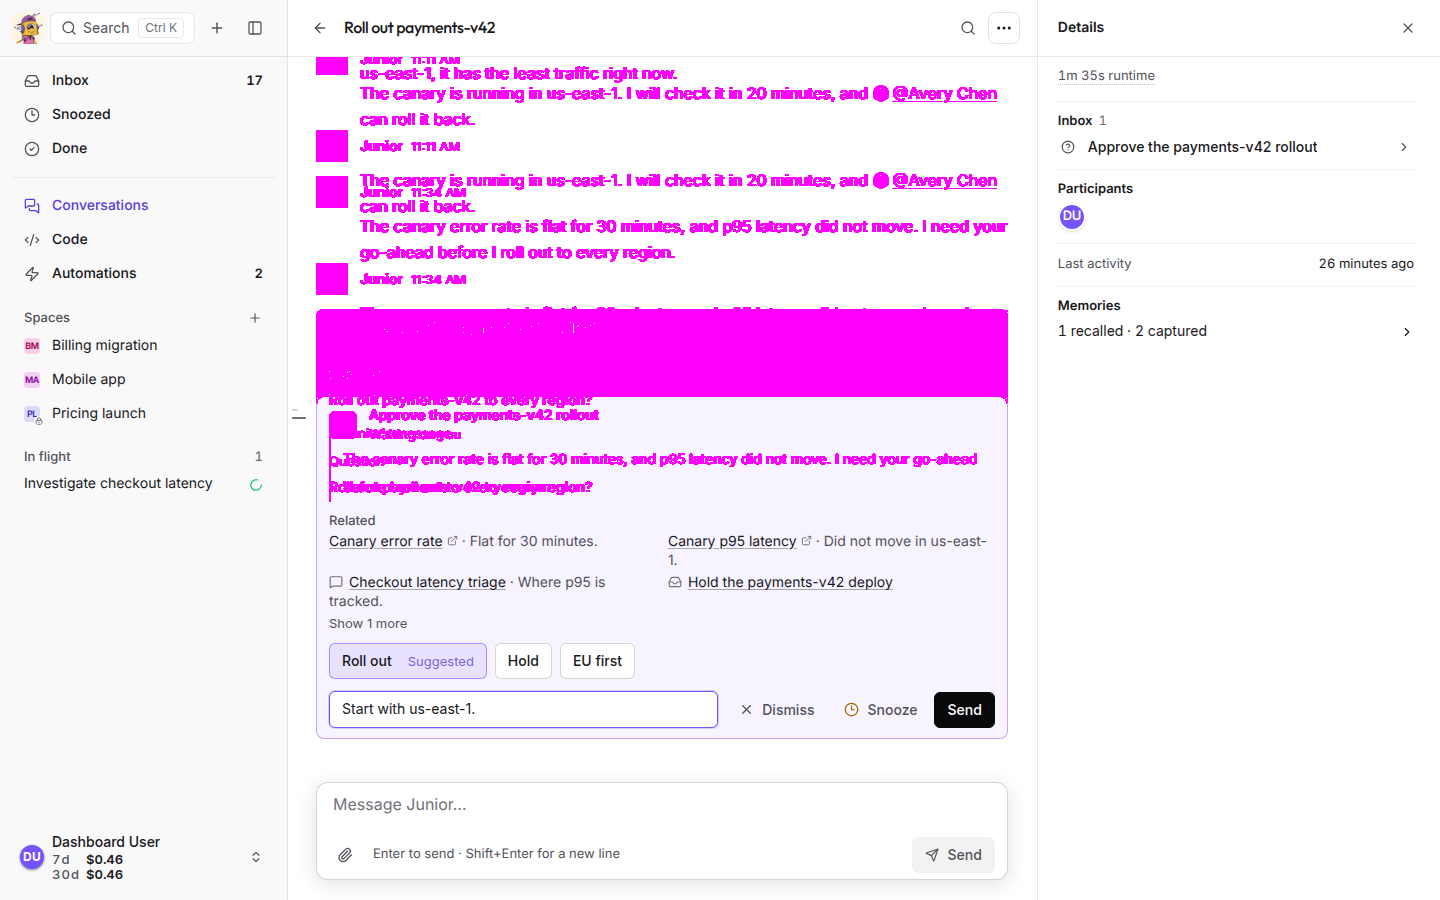 Search Ctrl K
Inbox 17
Snoozed
Done
Conversations
Code
Automations 2
Spaces
BM Billing migration
MA Mobile app
PL Pricing launch
In flight 1
Investigate checkout latency
DU Dashboard User
7d $0.46
30d $0.46
Roll out payments-v42
Junior 11:11 AM
us-east-1, it has the least traffic right now.
The canary is running in us-east-1. I will check it in 20 minutes, and @Avery Chen
can roll it back.
Junior 11:11 AM
The canary is running in us-east-1. I will check it in 20 minutes, and @Avery Chen
Junior 11:34 AM
can roll it back.
The canary error rate is flat for 30 minutes, and p95 latency did not move. I need your
go-ahead before I roll out to every region.
Junior 11:34 AM
Roll out payments-v42 to every region?
Approve the payments-v42 rollout
The canary error rate is flat for 30 minutes, and p95 latency did not move. I need your go-ahead
Related
Canary error rate · Flat for 30 minutes.
Canary p95 latency · Did not move in us-east-
1.
Checkout latency triage · Where p95 is
tracked.
Hold the payments-v42 deploy
Show 1 more
Roll out Suggested
Hold
EU first
Start with us-east-1.
Dismiss
Snooze
Send
Message Junior...
Enter to send · Shift+Enter for a new line
Send
Details
1m 35s runtime
Inbox 1
Approve the payments-v42 rollout
Participants
DU
Last activity 26 minutes ago
Memories
1 recalled · 2 captured